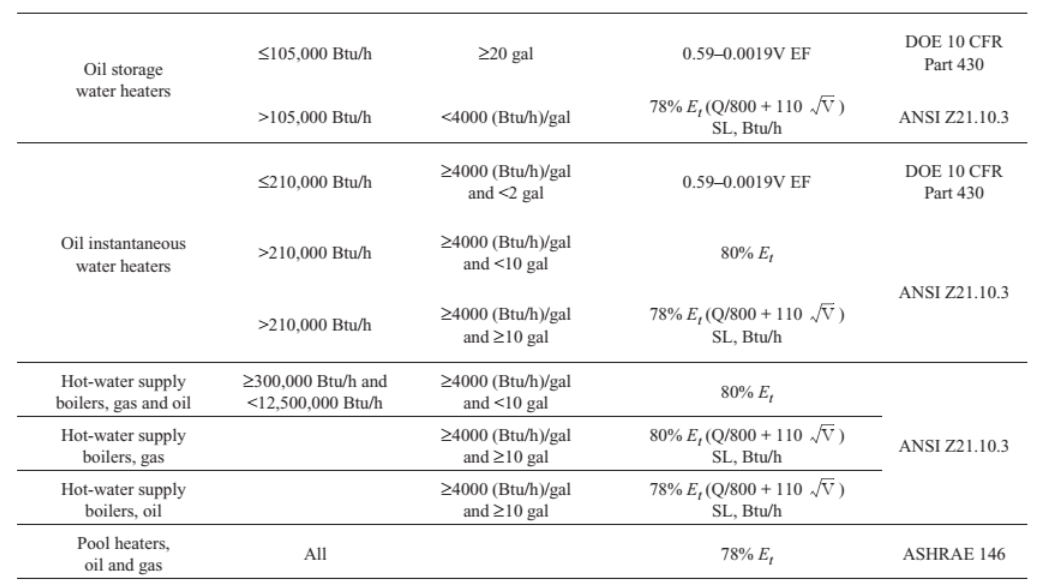 Oil storage
water heaters
≤105,000 Btu/h
≥20 gal
0.59–0.0019V EF
DOE 10 CFR
Part 430
>105,000 Btu/h
<4000 (Btu/h)/gal
78% Et (Q/800 + 110 √V )
SL, Btu/h
ANSI Z21.10.3
Oil instantaneous
water heaters
≤210,000 Btu/h
≥4000 (Btu/h)/gal
and <2 gal
0.59–0.0019V EF
DOE 10 CFR
Part 430
>210,000 Btu/h
≥4000 (Btu/h)/gal
and <10 gal
80% Et
ANSI Z21.10.3
>210,000 Btu/h
≥4000 (Btu/h)/gal
and ≥10 gal
78% Et (Q/800 + 110 √V )
SL, Btu/h
Hot-water supply
boilers, gas and oil
≥300,000 Btu/h and
<12,500,000 Btu/h
≥4000 (Btu/h)/gal
and <10 gal
80% Et
ANSI Z21.10.3
Hot-water supply
boilers, gas
≥4000 (Btu/h)/gal
and ≥10 gal
80% Et (Q/800 + 110 √V )
SL, Btu/h
Hot-water supply
boilers, oil
≥4000 (Btu/h)/gal
and ≥10 gal
78% Et (Q/800 + 110 √V )
SL, Btu/h
Pool heaters,
oil and gas
All
78% Et
ASHRAE 146